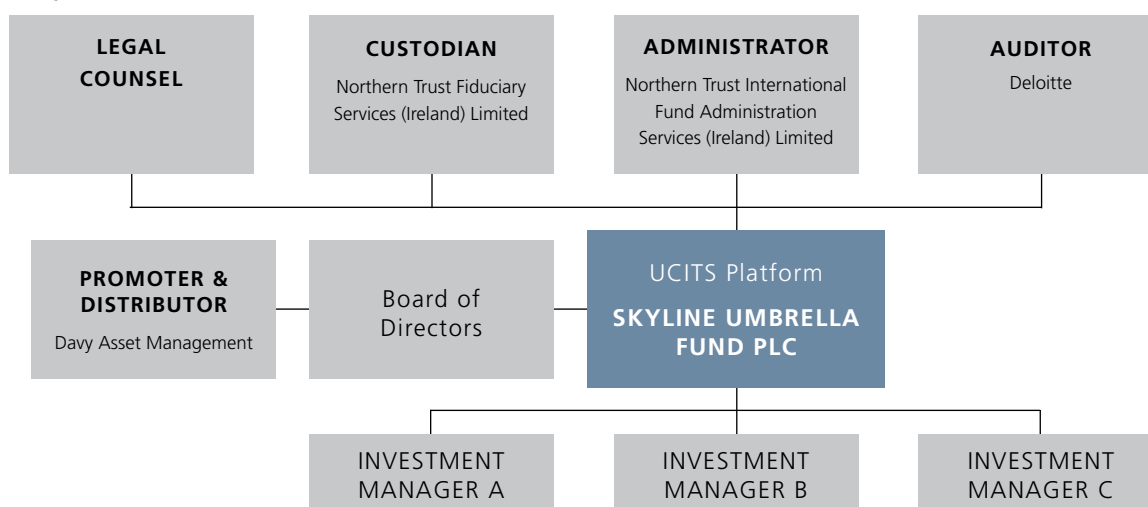 LEGAL
COUNSEL
CUSTODIAN
Northern Trust Fiduciary
Services (Ireland) Limited
ADMINISTRATOR
Northern Trust International
Fund Administration
Services (Ireland) Limited
AUDITOR
Deloitte
PROMOTER &
DISTRIBUTOR
Davy Asset Management
Board of
Directors
UCITS Platform
SKYLINE UMBRELLA
FUND PLC
INVESTMENT
MANAGER A
INVESTMENT
MANAGER B
INVESTMENT
MANAGER C